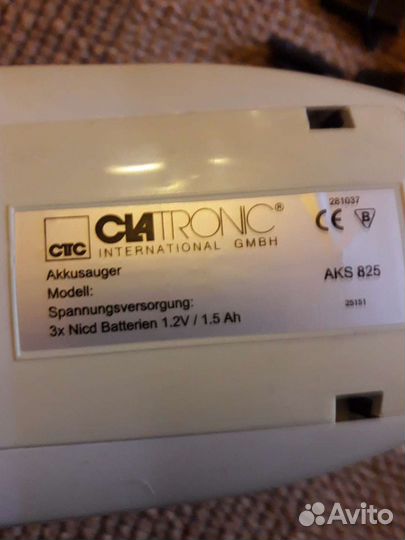 CTC
CLATRONIC®
INTERNATIONAL GMBH
281037
CE B
Akkusauger
Modell:
AKS 825
Spannungsversorgung:
25151
3x Nicd Batterien 1.2V / 1.5 Ah
Avito